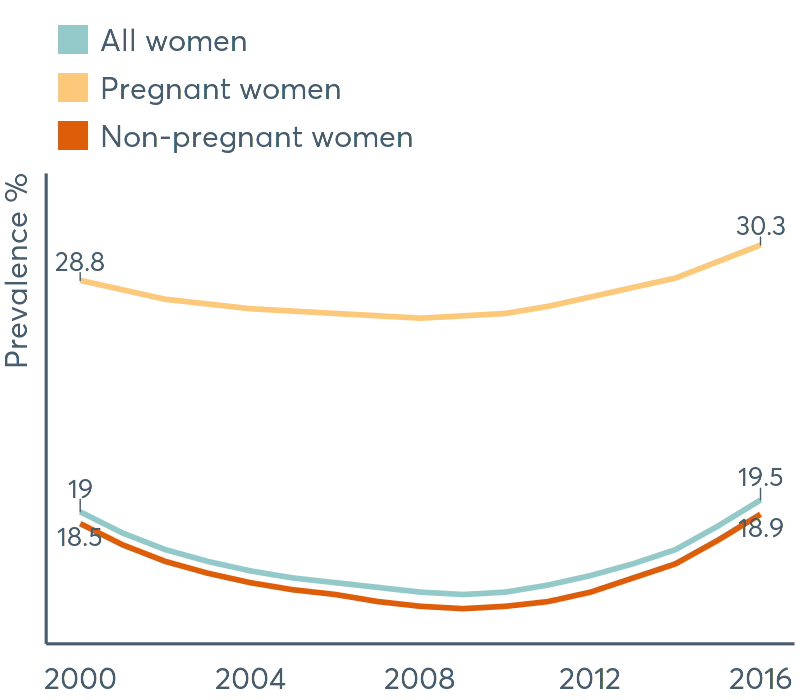 All women
Pregnant women
Non-pregnant women
Prevalence %
28.8
30.3
19
18.5
19.5
18.9
2000 2004 2008 2012 2016